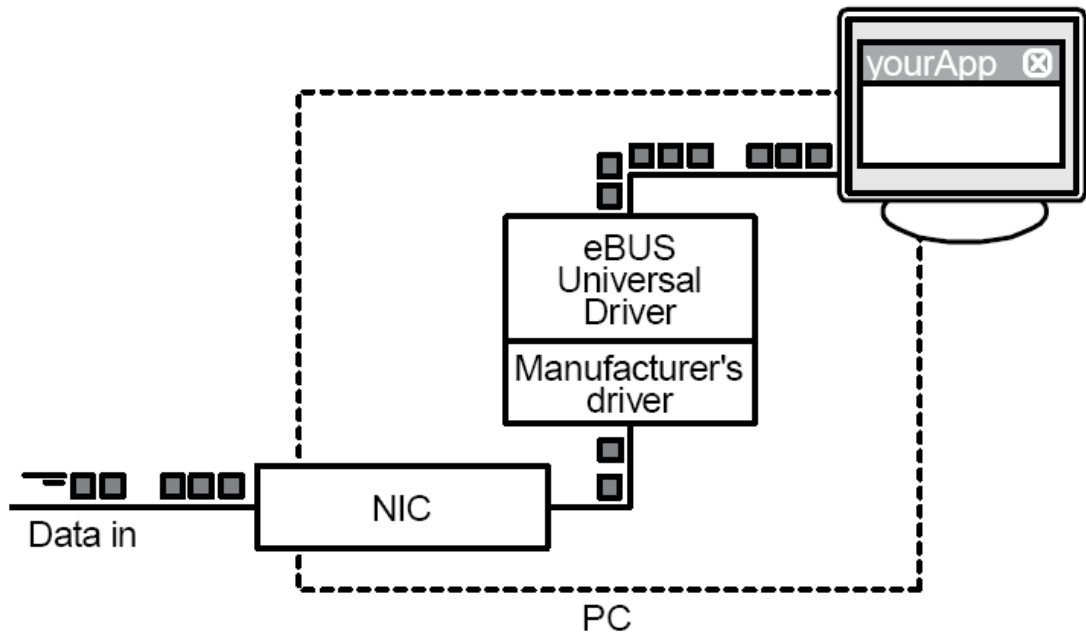 yourApp
eBUS
Universal
Driver
Manufacturer's
driver
NIC
Data in
PC